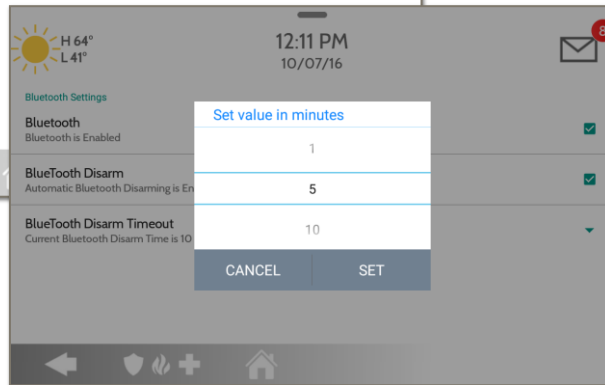 H 64°
L 41°
12:11 PM
10/07/16
8
Bluetooth Settings
Bluetooth
Bluetooth is Enabled
BlueTooth Disarm
Automatic Bluetooth Disarming is En
BlueTooth Disarm Timeout
Current Bluetooth Disarm Time is 10
Set value in minutes
1
5
10
CANCEL SET